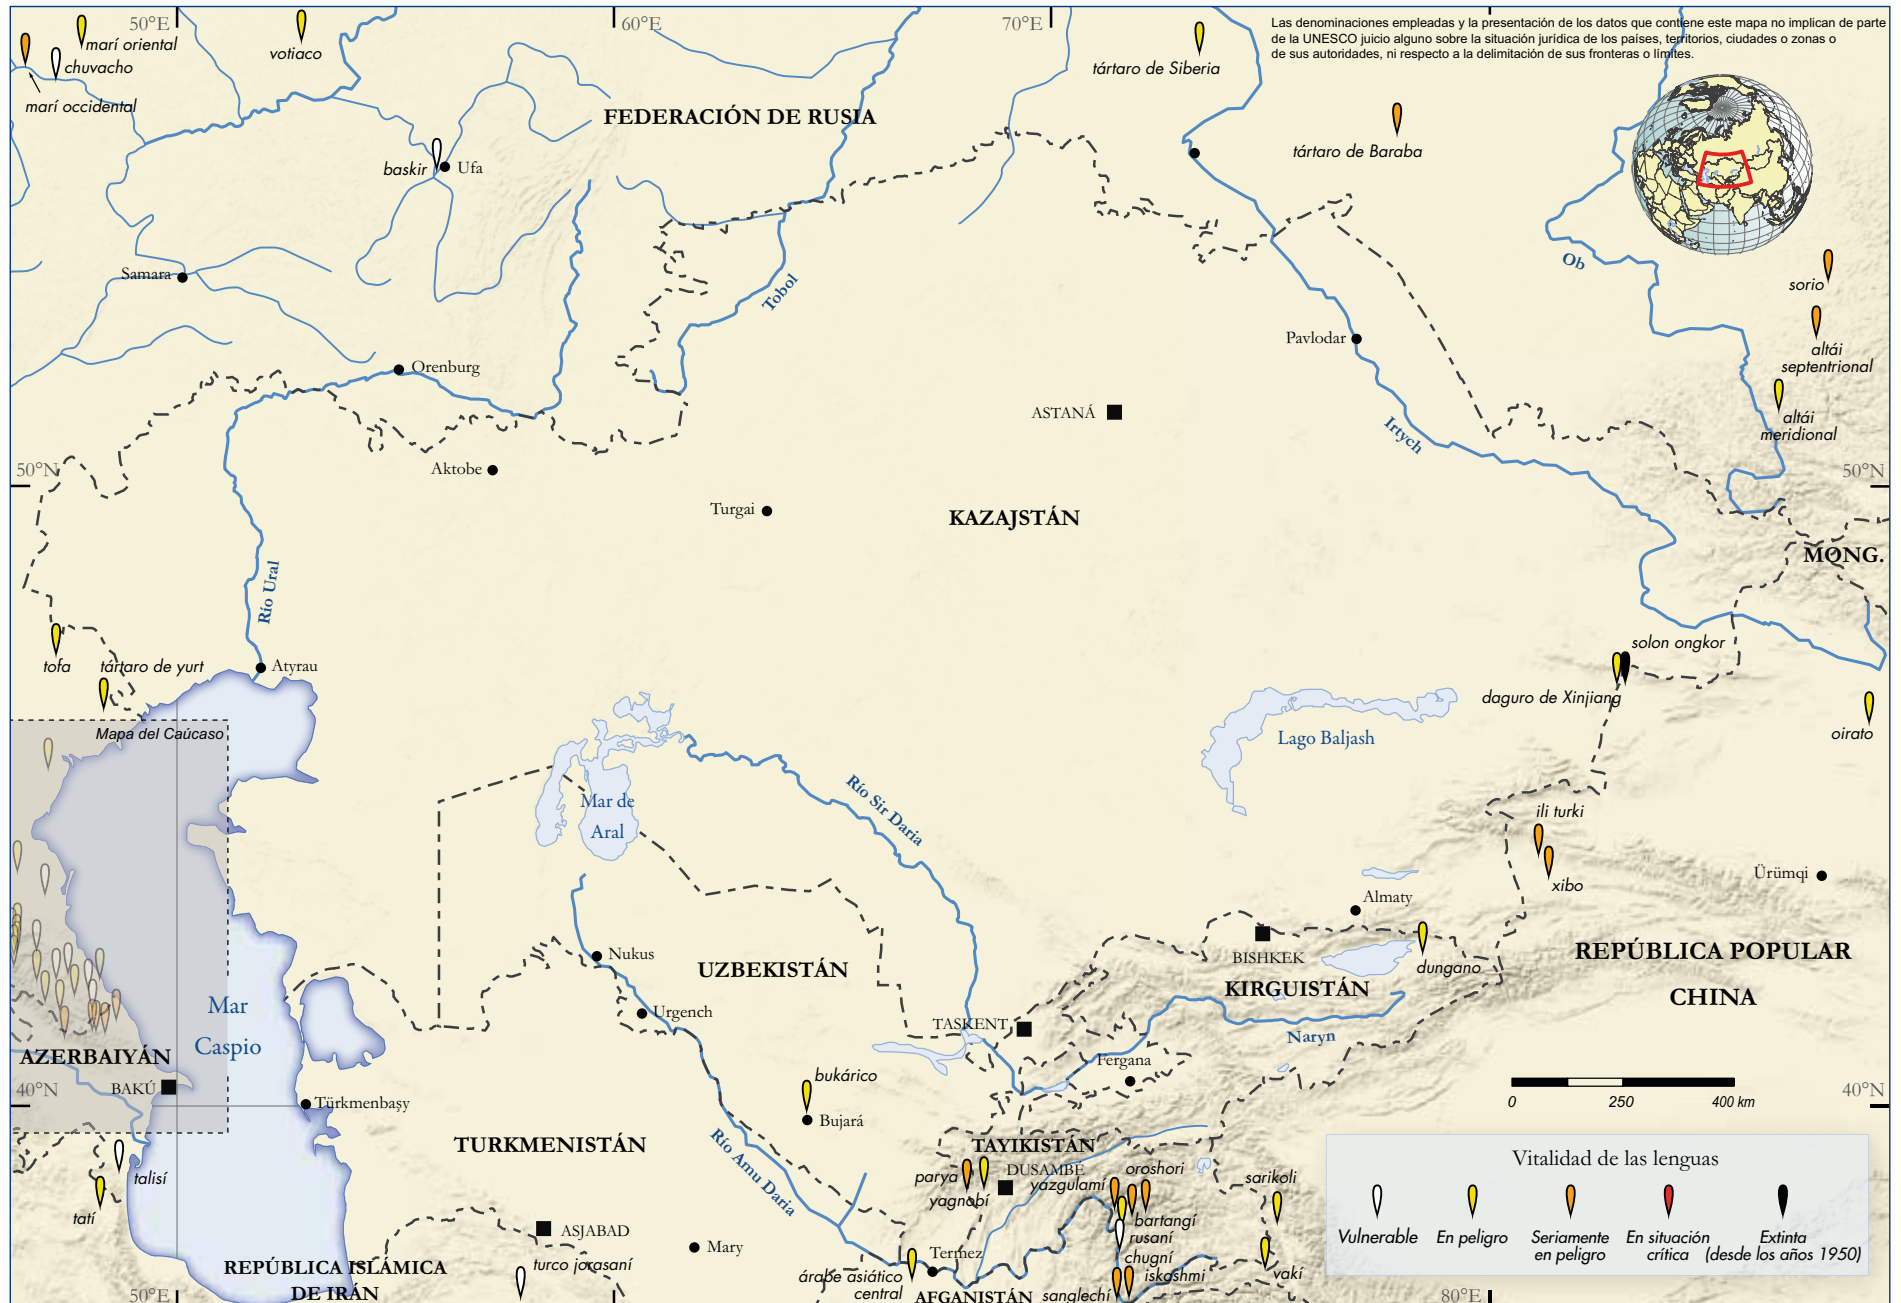 50°E
60°E
70°E
Las denominaciones empleadas y la presentación de los datos que contiene este mapa no implican de parte
de la UNESCO juicio alguno sobre la situación jurídica de los países, territorios, ciudades o zonas o
de sus autoridades, ni respecto a la delimitación de sus fronteras o límites.
marí oriental
chuvacho
marí occidental
votiaco
tártaro de Siberia
FEDERACIÓN DE RUSIA
tártaro de Baraba
baskir
Ufa
Samara
Tobol
Ob
sorio
Orenburg
Pavlodar
altái
septentrional
ASTANÁ
altái
meridional
Irtych
50°N
Aktobe
50°N
Turgai
KAZAJSTÁN
MONG.
Río Ural
tofa
tártaro de yurt
Atyrau
solon ongkor
daguro de Xinjiang
oirato
Mapa del Caúcaso
Lago Baljash
Mar de
Aral
Río Sir Daria
ili turki
xibo
Ürümqi
Almaty
Nukus
UZBEKISTÁN
BISHKEK
dungano
KIRGUISTÁN
REPÚBLICA POPULAR
CHINA
Mar
Caspio
Urgench
TASKENT
Naryn
AZERBAIYÁN
BAKÚ
Fergana
40°N
Türkmenbaşy
bukárico
Bujará
0
250
400 km
40°N
TURKMENISTÁN
Río Amu Daria
TAYIKISTÁN
talisí
tatí
parya
yagnobí
DUSAMBÉ
yazgulamí
oroshori
bartangí
rusaní
chugní
sarikoli
vakí
ASJABAD
Mary
Termez
REPÚBLICA ISLÁMICA
DE IRÁN
turco jorasaní
árabe asiático
central
AFGANISTÁN
sanglechí
iskashmi
50°E
80°E
Vitalidad de las lenguas
Vulnerable
En peligro
Seriamente
en peligro
En situación
crítica
Extinta
(desde los años 1950)